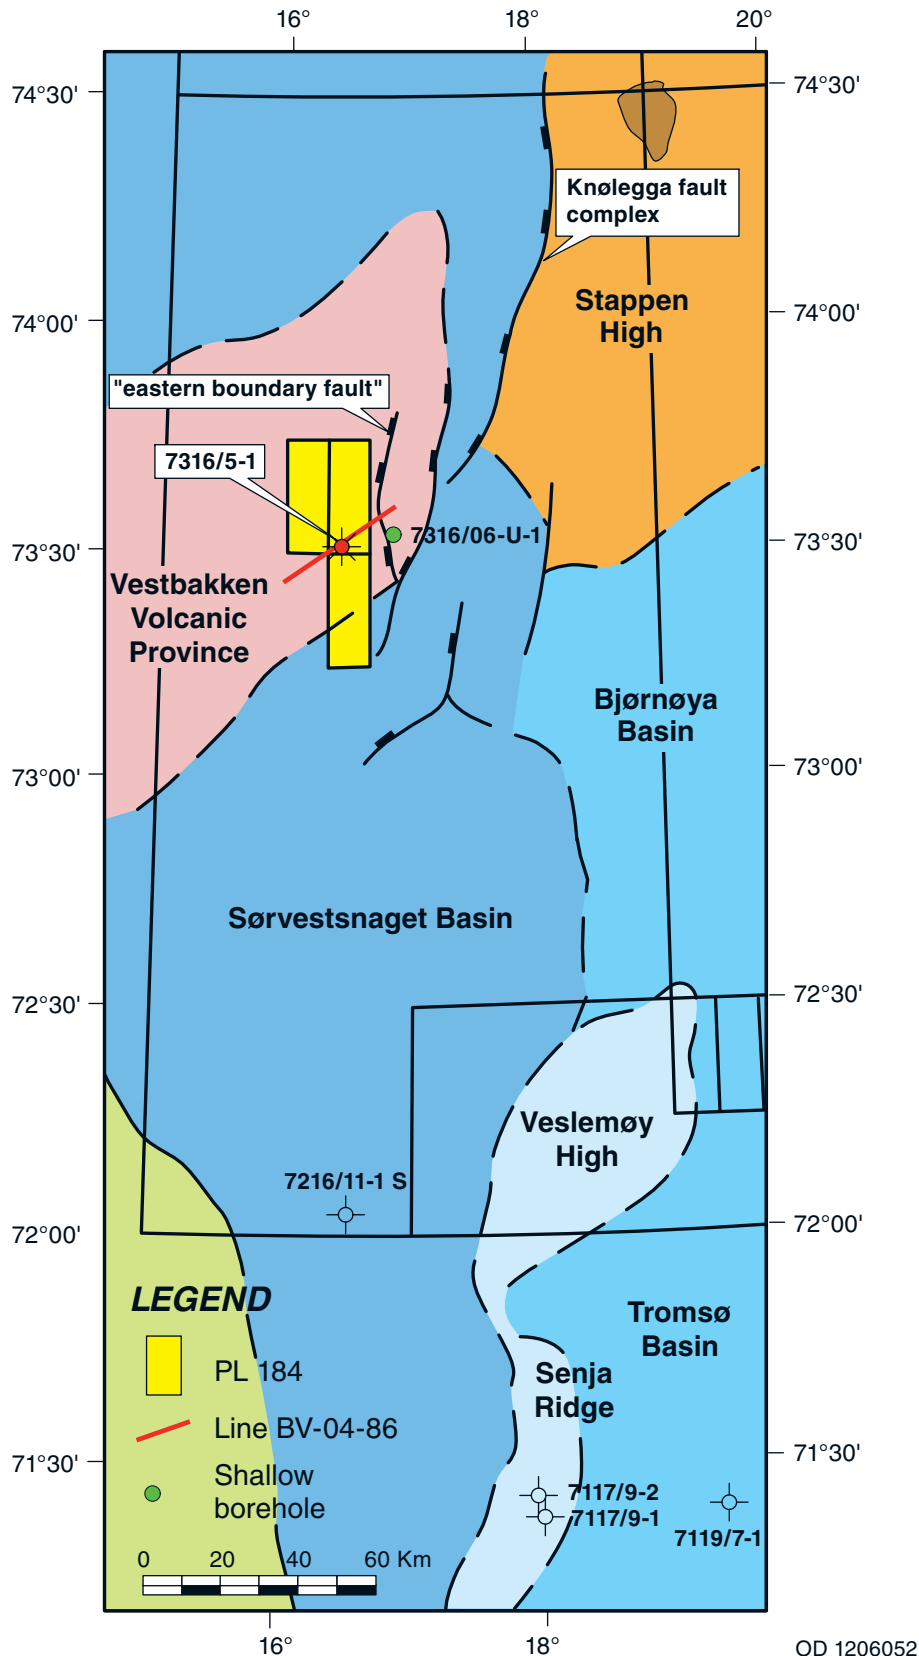 16°
18°
20°
74°30'
74°30'
Knølegga fault
complex
Stappen
High
74°00'
74°00'
"eastern boundary fault"
7316/5-1
7316/06-U-1
73°30'
73°30'
Vestbakken
Volcanic
Province
Bjørnøya
Basin
73°00'
73°00'
Sørvestsnaget Basin
72°30'
72°30'
Veslemøy
High
7216/11-1 S
72°00'
72°00'
LEGEND
PL 184
Line BV-04-86
Shallow
borehole
Tromsø
Basin
Senja
Ridge
71°30'
71°30'
7117/9-2
7117/9-1
7119/7-1
0 20 40 60 Km
16°
18°
OD 1206052